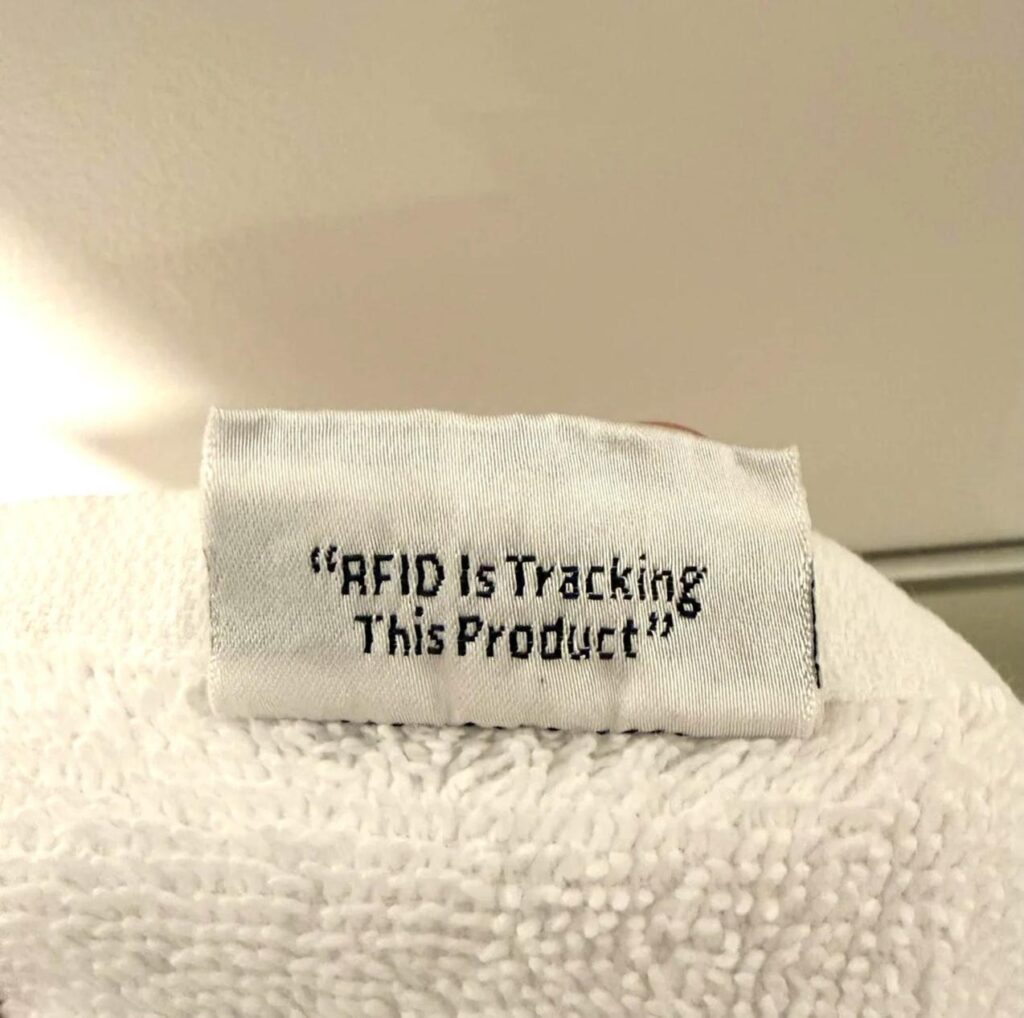 “RFID Is Tracking
This Product”